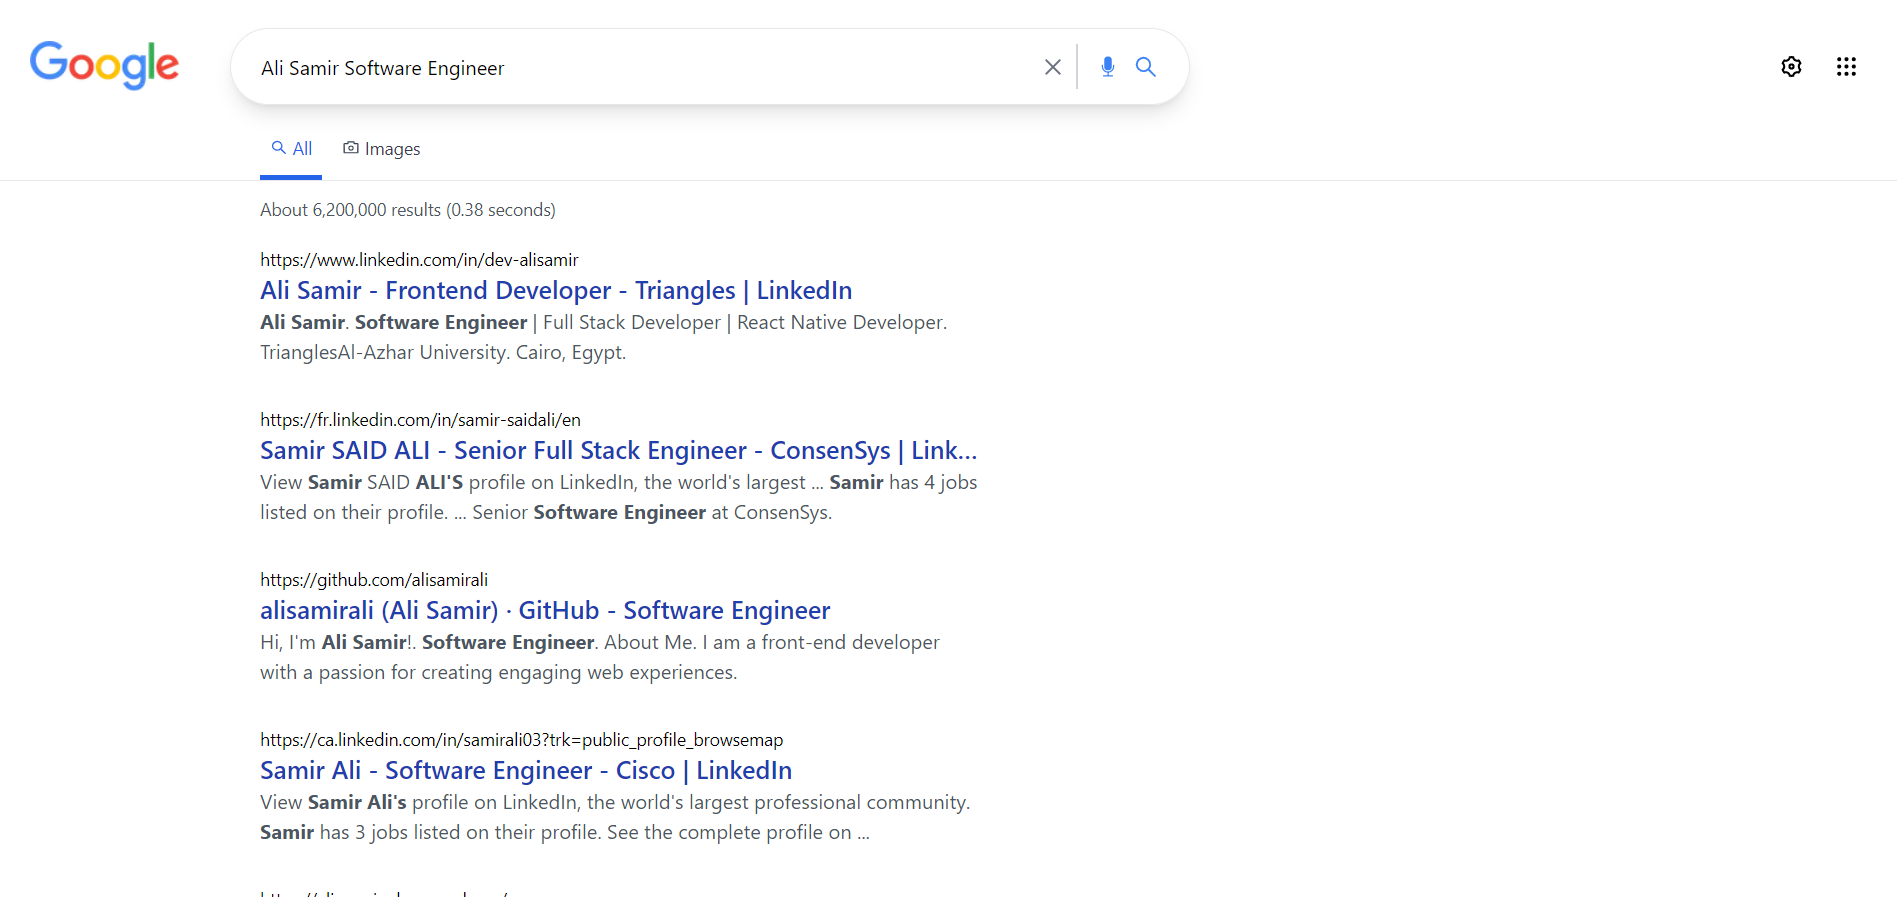 Google
Ali Samir Software Engineer
All
Images
About 6,200,000 results (0.38 seconds)
https://www.linkedin.com/in/dev-alisamir
Ali Samir - Frontend Developer - Triangles | LinkedIn
Ali Samir. Software Engineer | Full Stack Developer | React Native Developer.
TrianglesAl-Azhar University. Cairo, Egypt.
https://fr.linkedin.com/in/samir-saidali/en
Samir SAID ALI - Senior Full Stack Engineer - ConsenSys | Link...
View Samir SAID ALI'S profile on LinkedIn, the world's largest ... Samir has 4 jobs
listed on their profile. ... Senior Software Engineer at ConsenSys.
https://github.com/alisamirali
alisamirali (Ali Samir) · GitHub - Software Engineer
Hi, I'm Ali Samir!. Software Engineer. About Me. I am a front-end developer
with a passion for creating engaging web experiences.
https://ca.linkedin.com/in/samirali03?trk=public_profile_browsemap
Samir Ali - Software Engineer - Cisco | LinkedIn
View Samir Ali's profile on LinkedIn, the world's largest professional community.
Samir has 3 jobs listed on their profile. See the complete profile on ...